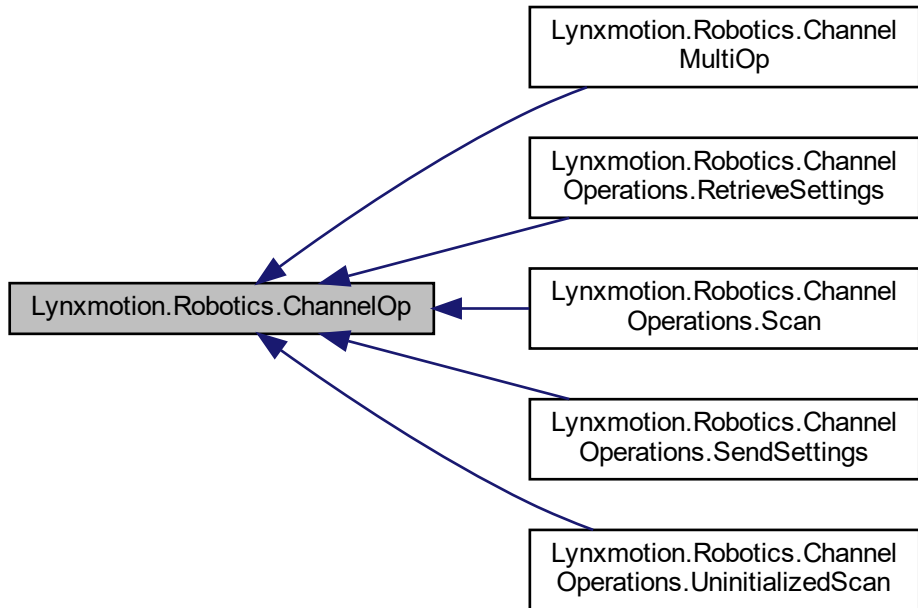 Lynxmotion.Robotics.Channel
MultiOp
Lynxmotion.Robotics.Channel
Operations.RetrieveSettings
Lynxmotion.Robotics.ChannelOp
Lynxmotion.Robotics.Channel
Operations.Scan
Lynxmotion.Robotics.Channel
Operations.SendSettings
Lynxmotion.Robotics.Channel
Operations.UninitializedScan